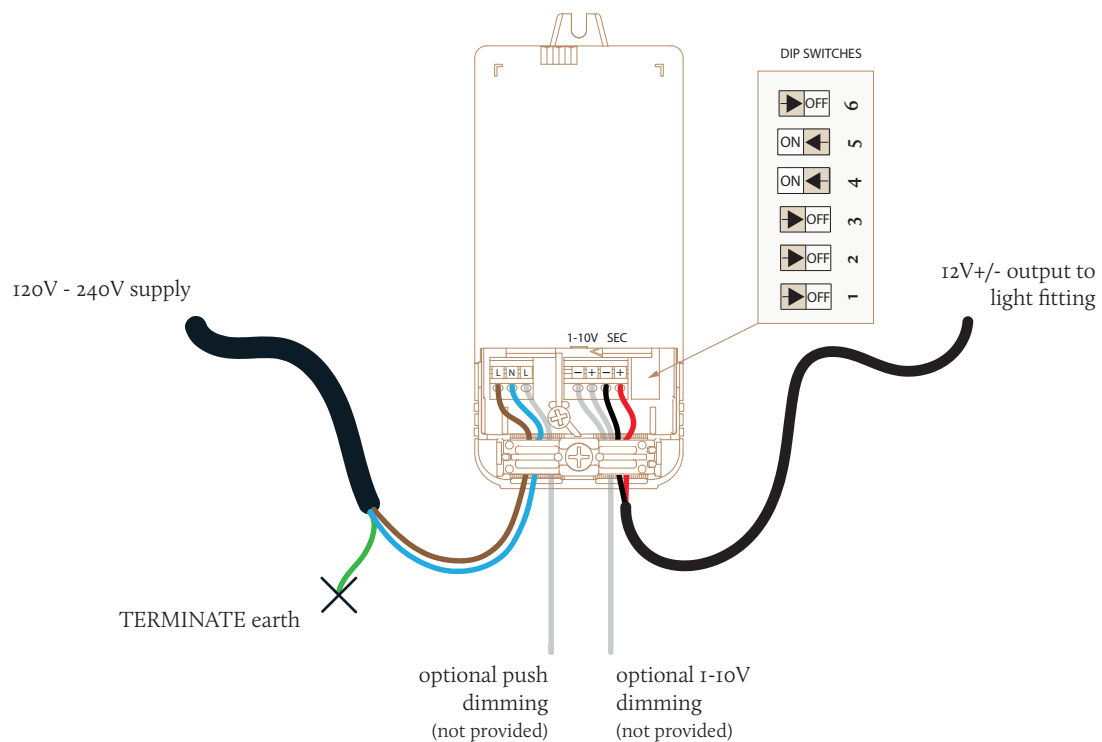 DIP SWITCHES
OFF 6
ON 5
ON 4
OFF 3
OFF 2
OFF 1
120V - 240V supply
12V+/- output to
light fitting
1-10V SEC
L N L − + − +
TERMINATE earth
optional push
dimming
(not provided)
optional 1-10V
dimming
(not provided)